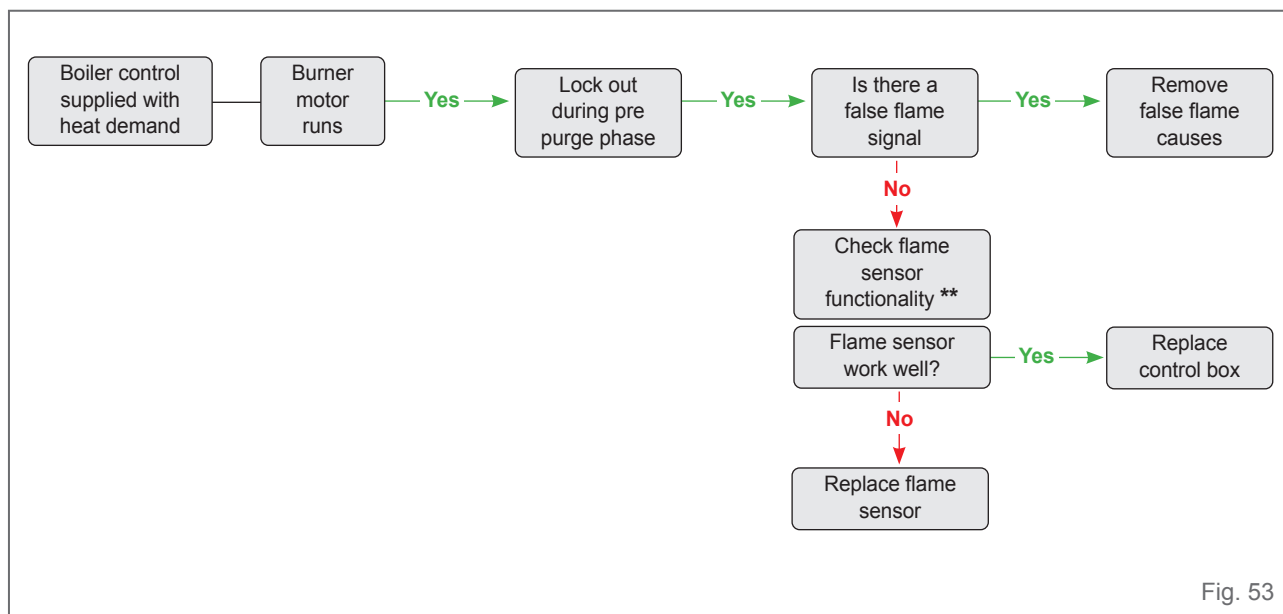 Boiler control
supplied with
heat demand
Burner
motor
runs
Yes
Lock out
during pre
purge phase
Yes
Is there a
false flame
signal
Yes
Remove
false flame
causes
No
Check flame
sensor
functionality **
Flame sensor
work well?
Yes
Replace
control box
No
Replace flame
sensor
Fig. 53